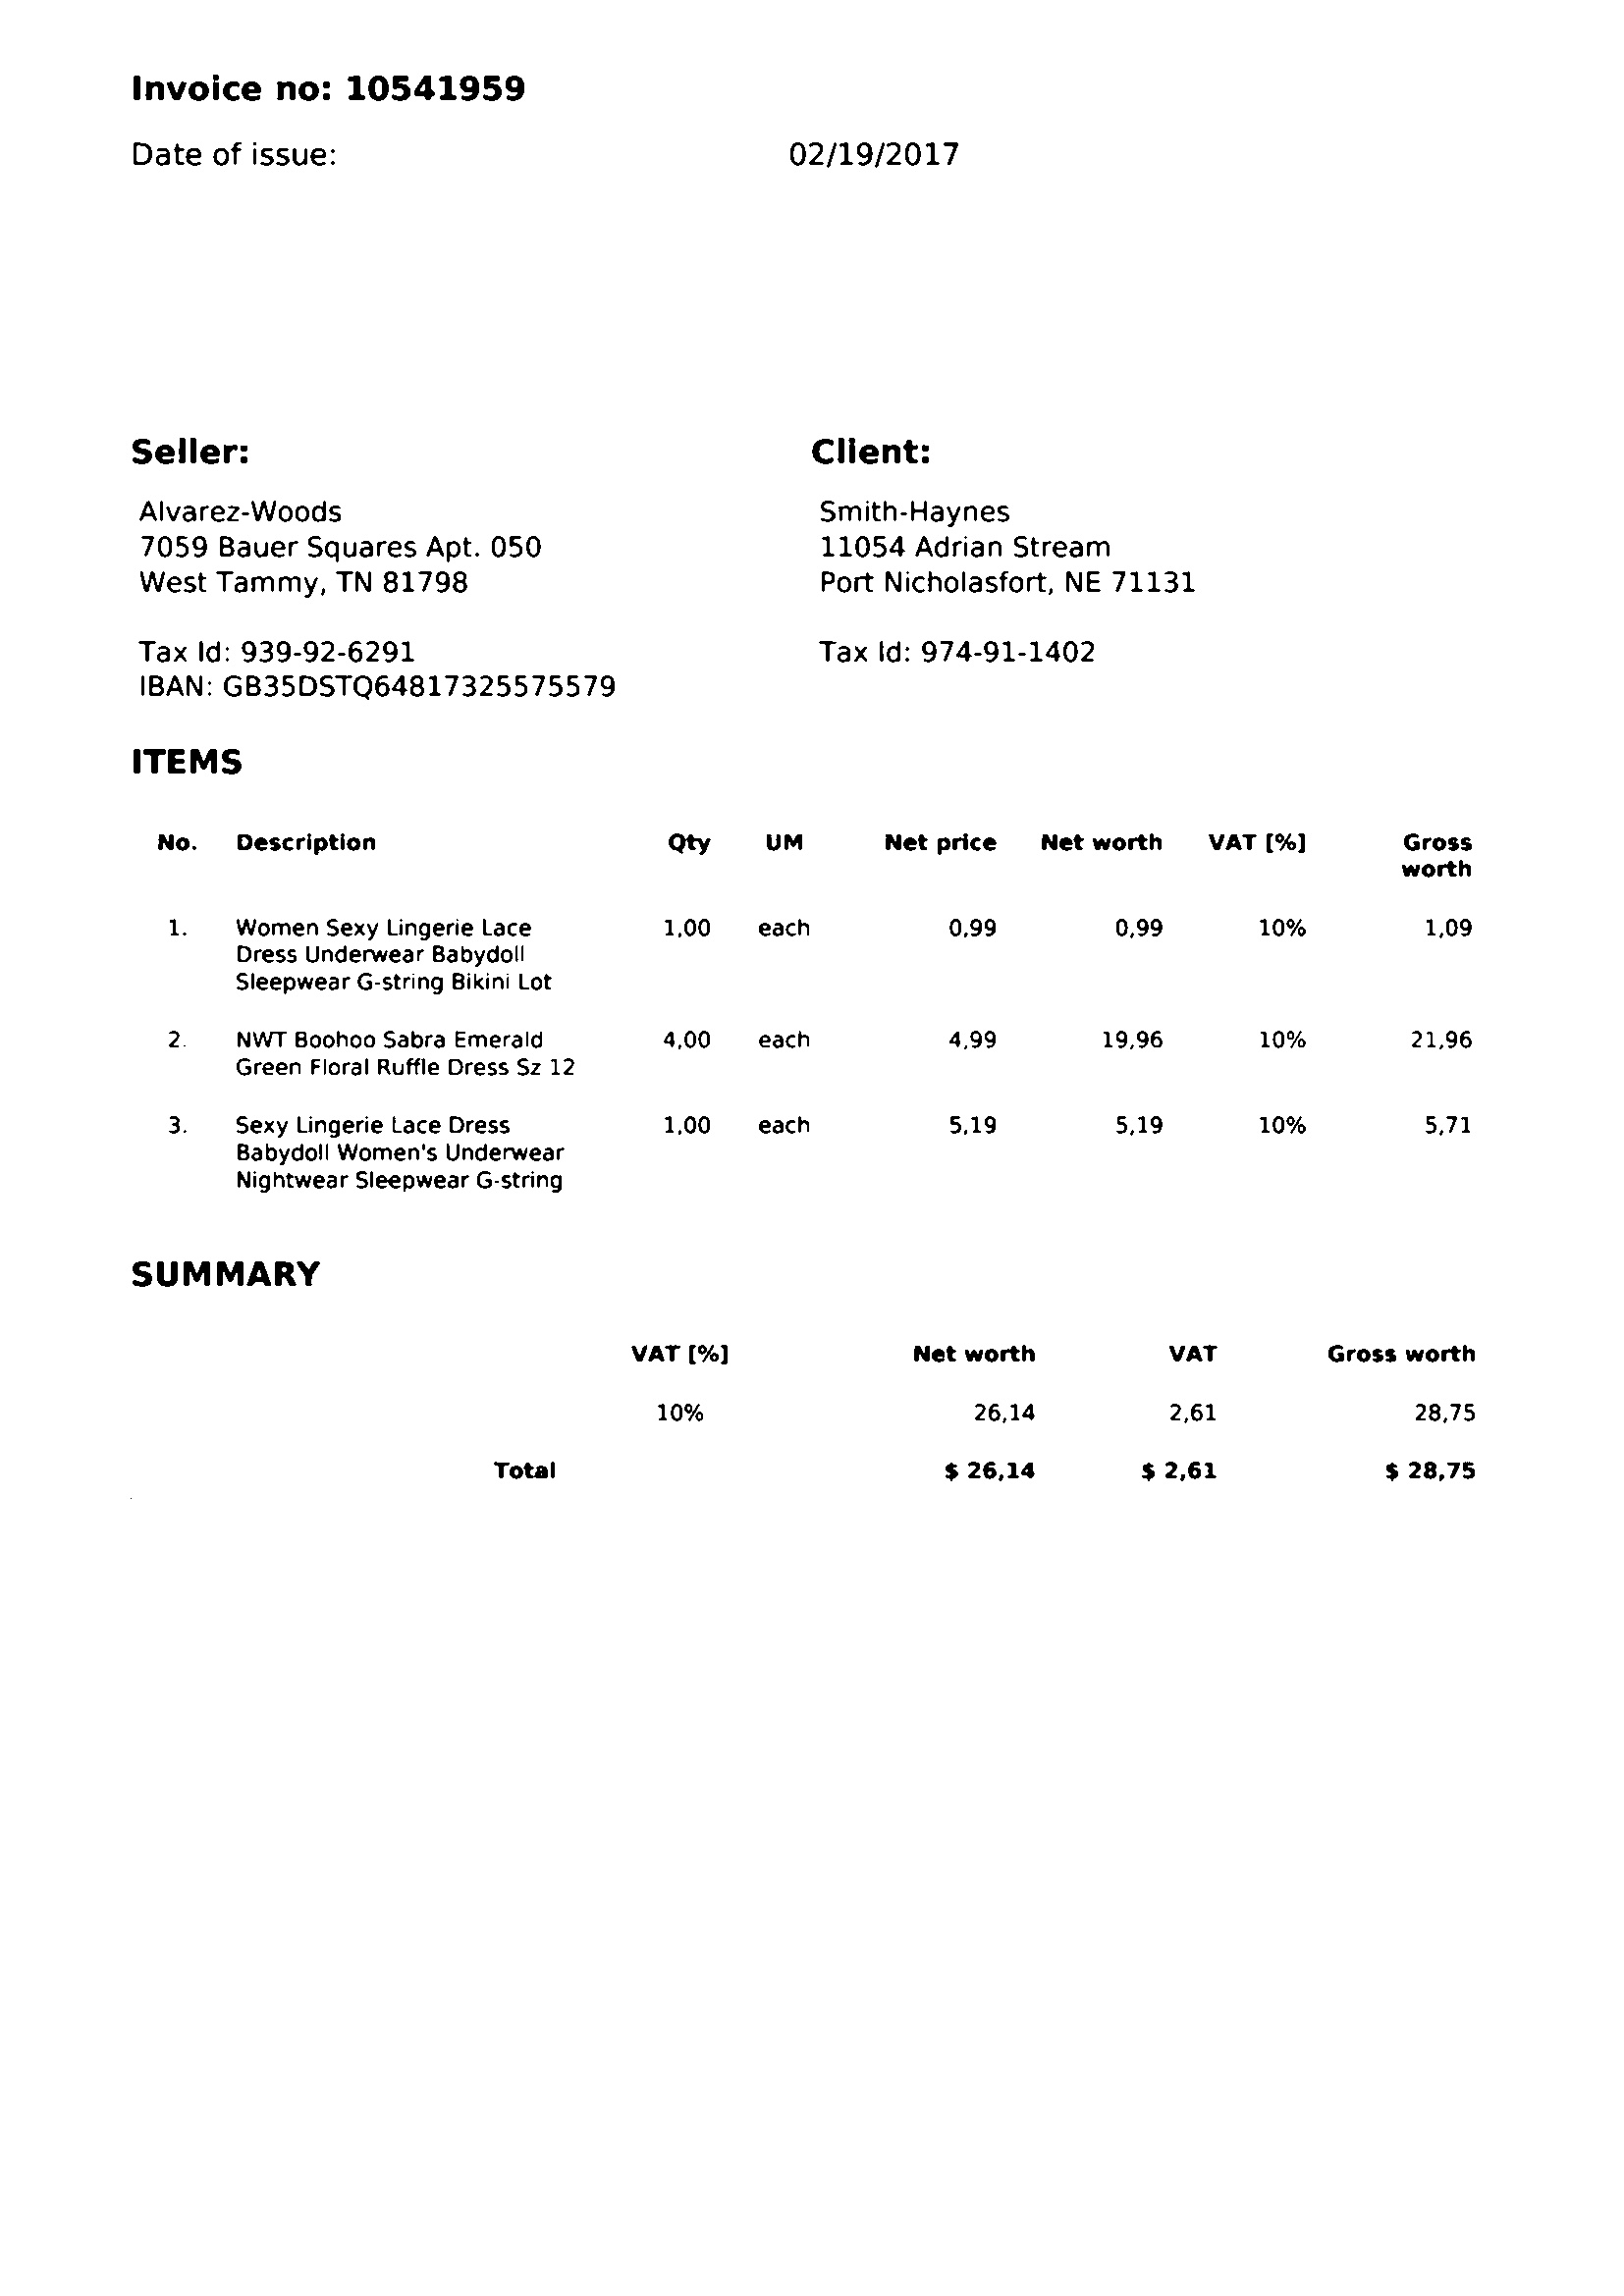 Invoice no: 10541959
Date of issue: 02/19/2017
Seller: Client:
Alvarez-Woods Smith-Haynes
7059 Bauer Squares Apt. 050 11054 Adrian Stream
West Tammy, TN 81798 Port Nicholasfort, NE 71131
Tax Id: 939-92-6291 Tax Id: 974-91-1402
IBAN: GB35DSTQ64817325575579
ITEMS
No. Description Qty UM Net price Net worth VAT [%] Gross
worth
1. Women Sexy Lingerie Lace 1,00 each 0,99 0,99 10% 1,09
Dress Underwear Babydoll
Sleepwear G-string Bikini Lot
2. NWT Boohoo Sabra Emerald 4,00 each 4,99 19,96 10% 21,96
Green Floral Ruffle Dress Sz 12
3. Sexy Lingerie Lace Dress 1,00 each 5,19 5,19 10% 5,71
Babydoll Women's Underwear
Nightwear Sleepwear G-string
SUMMARY
VAT [%] Net worth VAT Gross worth
10% 26,14 2,61 28,75
Total $ 26,14 $ 2,61 $ 28,75